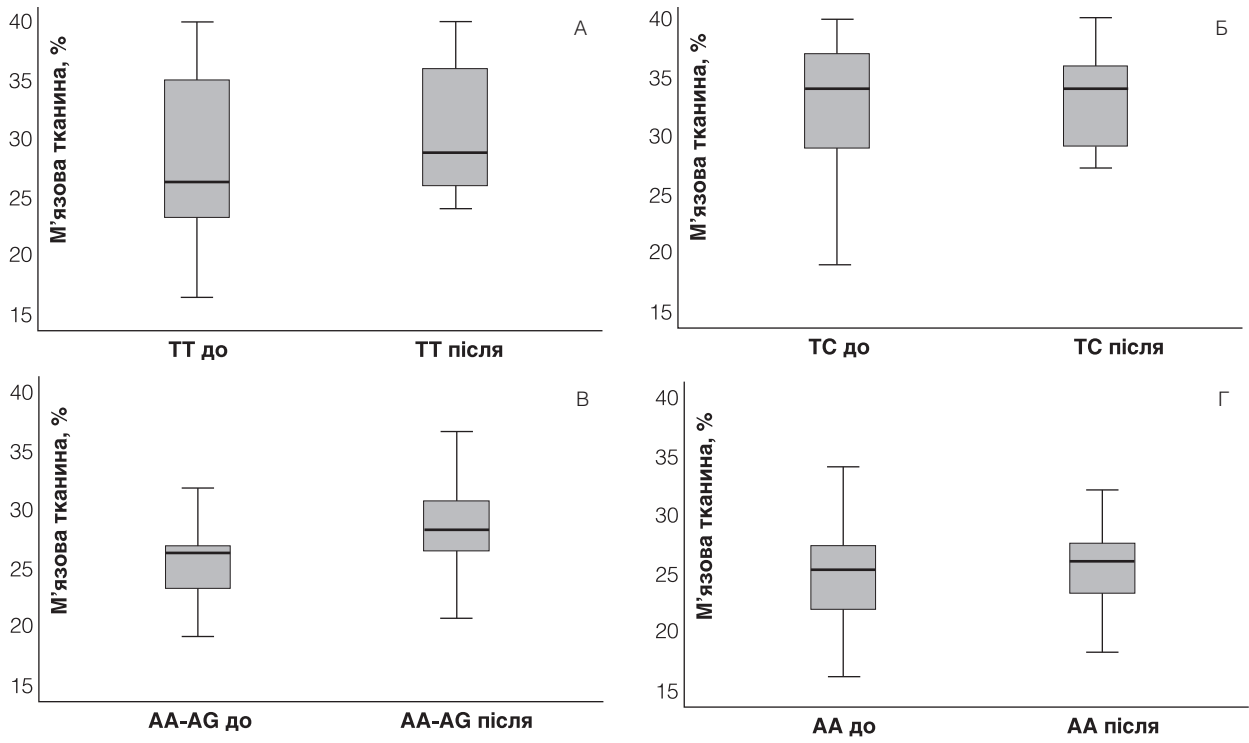 А
М'язова тканина, %
40
35
30
25
20
15
ТТ до
ТТ після
Б
М'язова тканина, %
40
35
30
25
20
15
ТС до
ТС після
В
М'язова тканина, %
40
35
30
25
20
15
АА-AG до
АА-AG після
Г
М'язова тканина, %
40
35
30
25
20
15
АА до
АА після